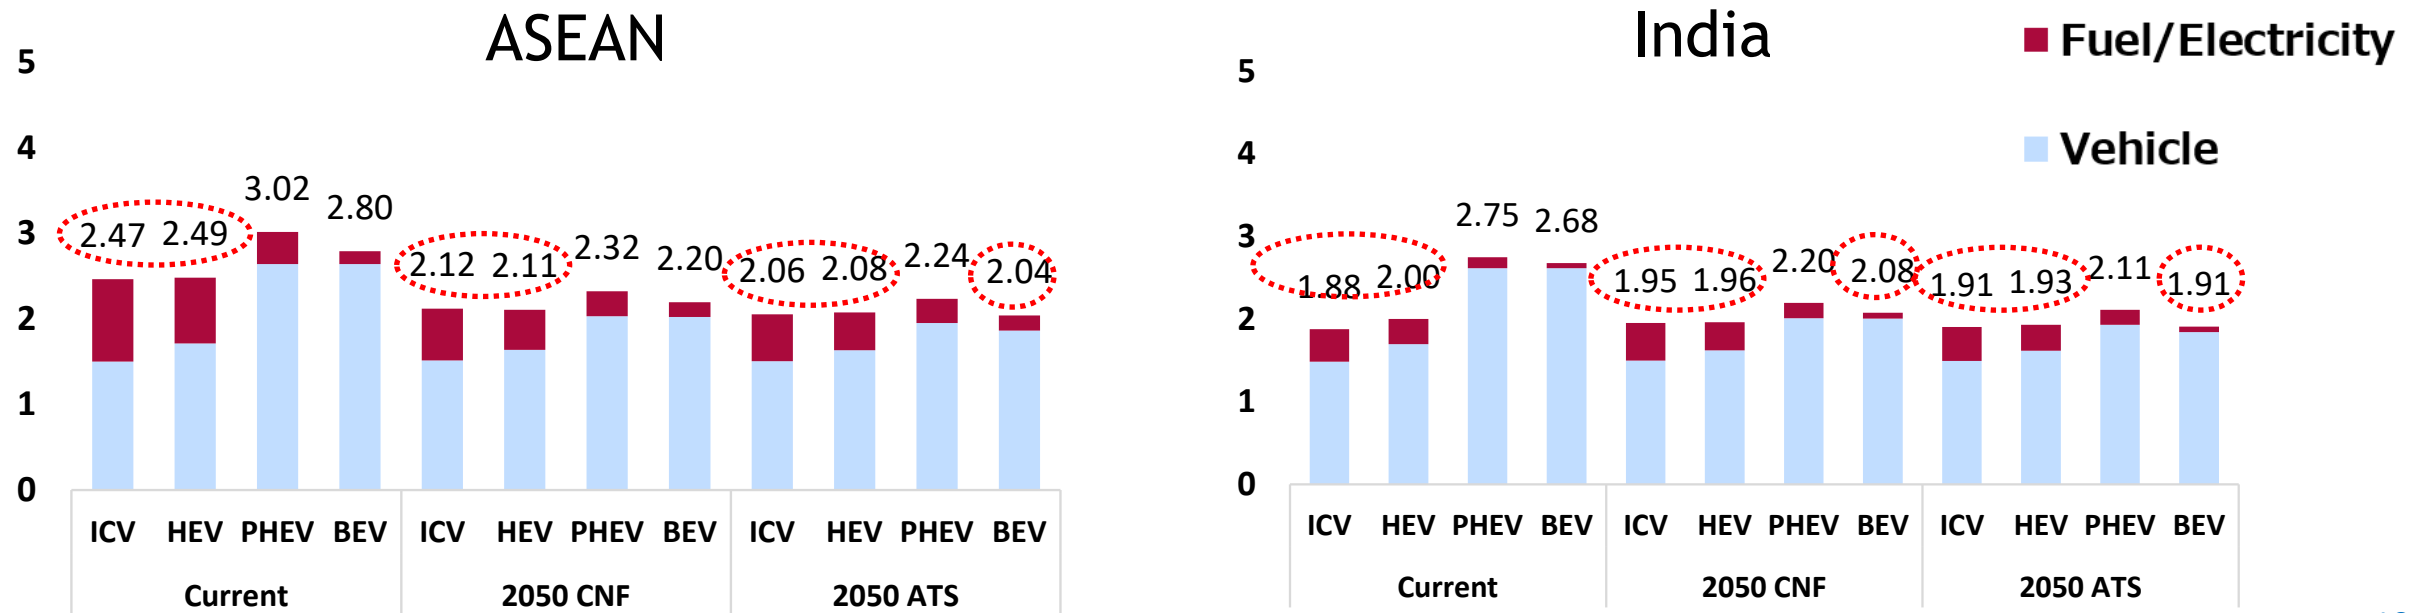 ASEAN
5
4
3
2
1
0
2.47 2.49 3.02 2.80 2.12 2.11 2.32 2.20 2.06 2.08 2.24 2.04
ICV HEV PHEV BEV ICV HEV PHEV BEV ICV HEV PHEV BEV
Current 2050 CNF 2050 ATS
India
5
4
3
2
1
0
1.88 2.00 2.75 2.68 1.95 1.96 2.20 2.08 1.91 1.93 2.11 1.91
ICV HEV PHEV BEV ICV HEV PHEV BEV ICV HEV PHEV BEV
Current 2050 CNF 2050 ATS
Fuel/Electricity
Vehicle